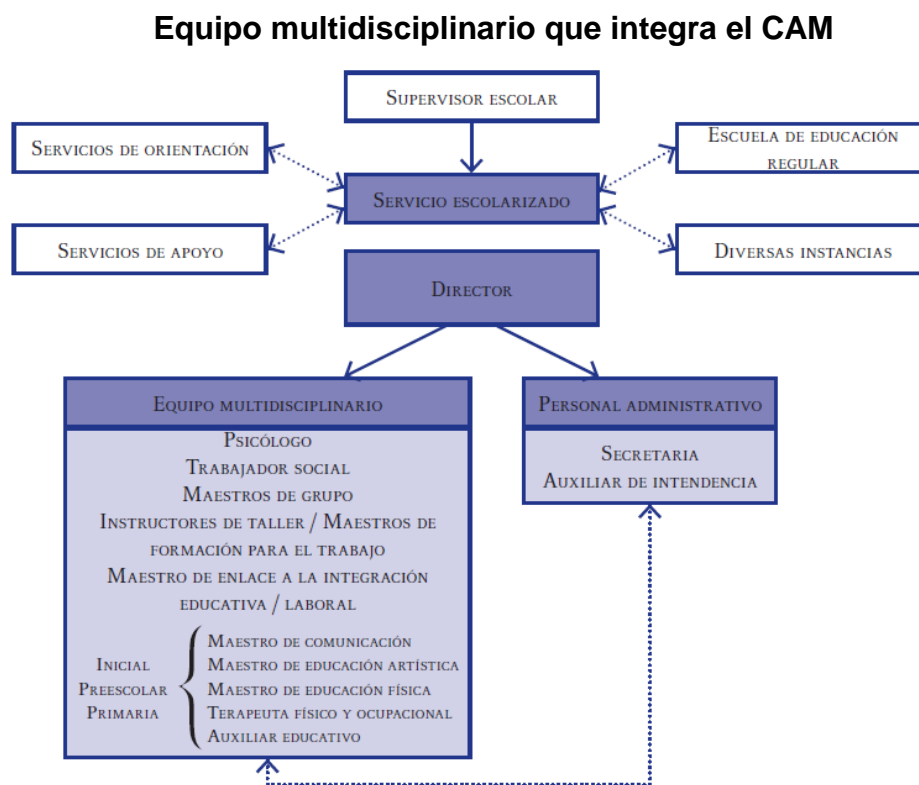 Equipo multidisciplinario que integra el CAM
SUPERVISOR ESCOLAR
SERVICIOS DE ORIENTACIÓN
ESCUELA DE EDUCACIÓN
REGULAR
SERVICIO ESCOLARIZADO
SERVICIOS DE APOYO
DIVERSAS INSTANCIAS
DIRECTOR
EQUIPO MULTIDISCIPLINARIO
PSICÓLOGO
TRABAJADOR SOCIAL
MAESTROS DE GRUPO
INSTRUCTORES DE TALLER / MAESTROS DE
FORMACIÓN PARA EL TRABAJO
MAESTRO DE ENLACE A LA INTEGRACIÓN
EDUCATIVA / LABORAL
INICIAL
PREESCOLAR
PRIMARIA
MAESTRO DE COMUNICACIÓN
MAESTRO DE EDUCACIÓN ARTÍSTICA
MAESTRO DE EDUCACIÓN FÍSICA
TERAPEUTA FÍSICO Y OCUPACIONAL
AUXILIAR EDUCATIVO
PERSONAL ADMINISTRATIVO
SECRETARIA
AUXILIAR DE INTENDENCIA